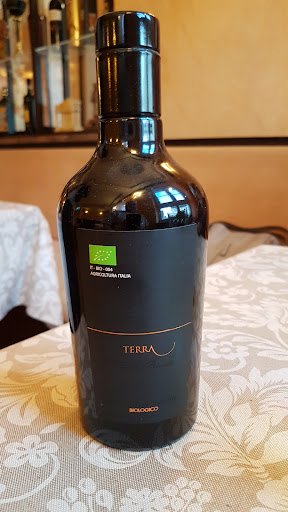 IT - BIO - 004
AGRICOLTURA ITALIA
TERRA
BIOLOGICO